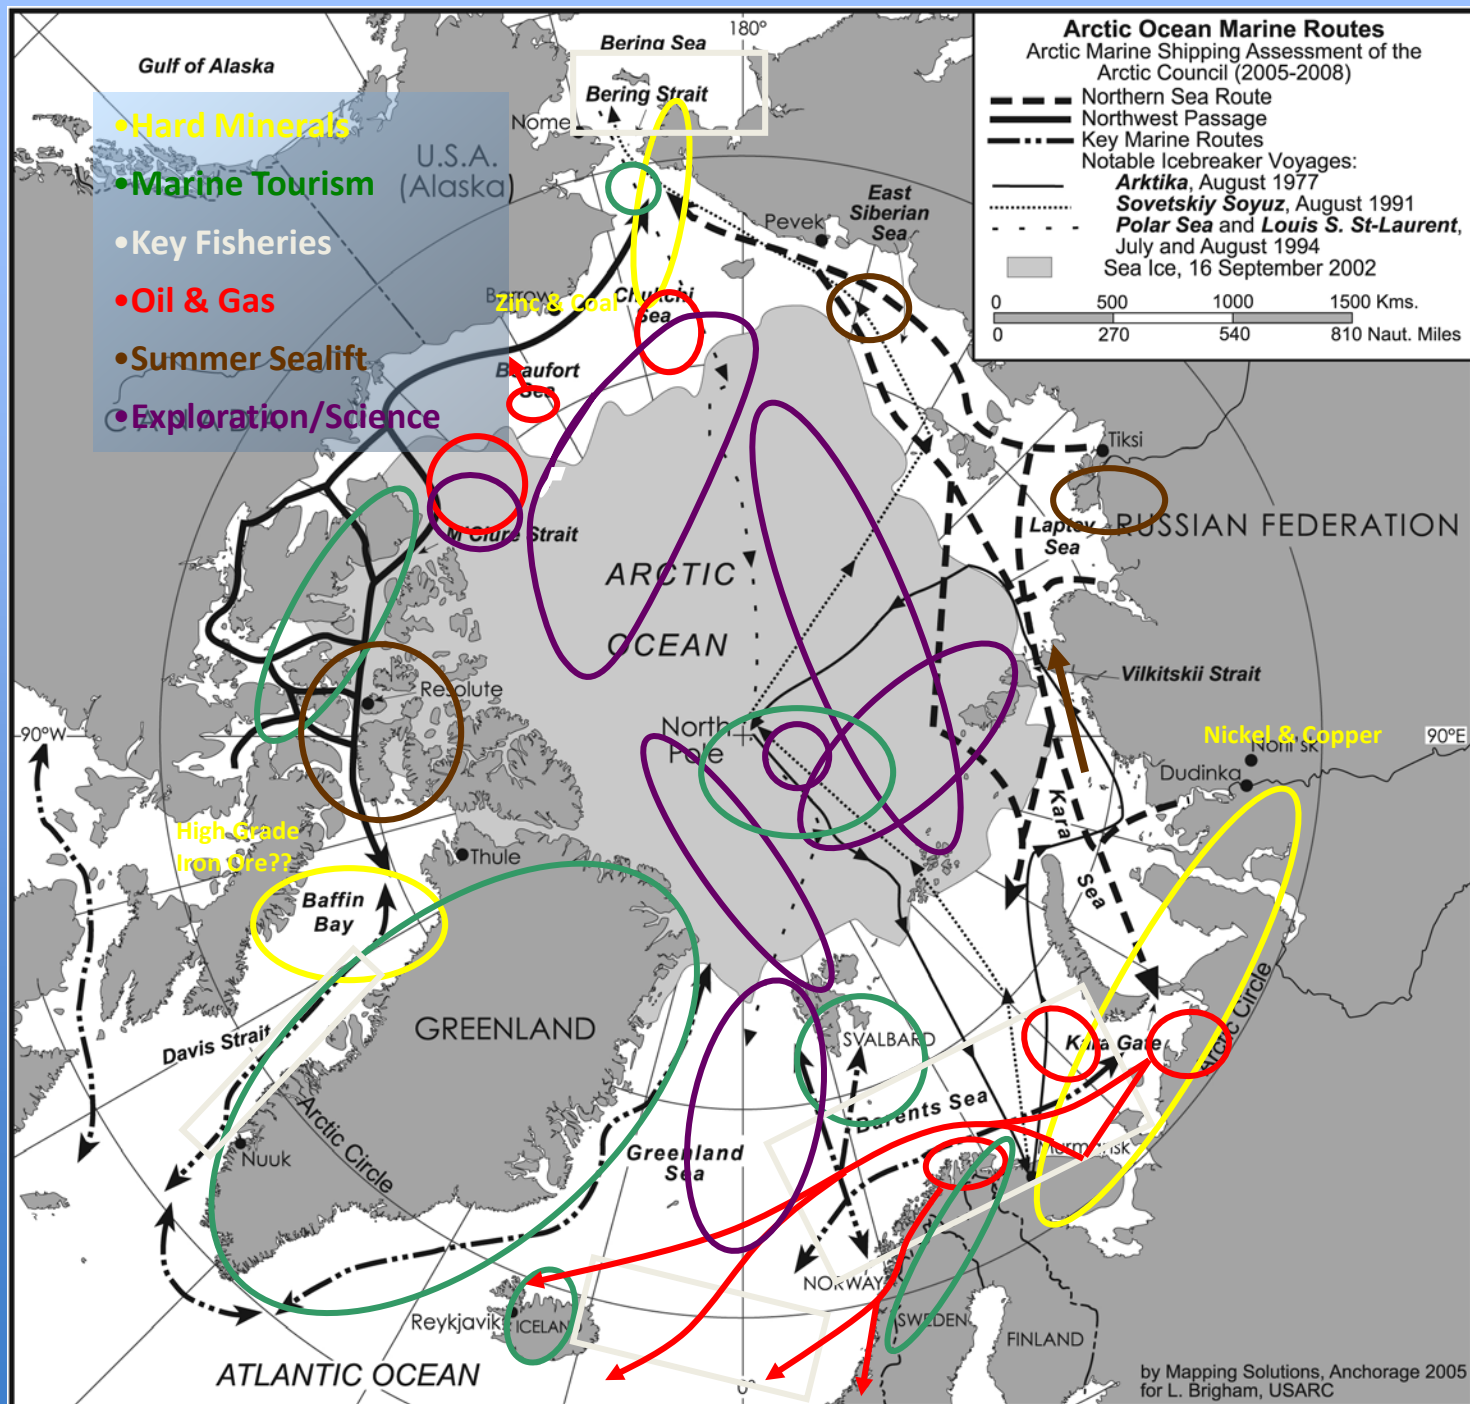 180°
Bering Sea
Gulf of Alaska
Bering Strait
Nome
U.S.A.
(Alaska)
•Hard Minerals
•Marine Tourism
•Key Fisheries
•Oil & Gas
•Summer Sealift
•Exploration/Science
Arctic Ocean Marine Routes
Arctic Marine Shipping Assessment of the
Arctic Council (2005-2008)
Northern Sea Route
Northwest Passage
Key Marine Routes
Notable Icebreaker Voyages:
Arktika, August 1977
Sovetskiy Soyuz, August 1991
Polar Sea and Louis S. St-Laurent,
July and August 1994
Sea Ice, 16 September 2002
0 500 1000 1500 Kms.
0 270 540 810 Naut. Miles
East
Siberian
Sea
Pevek
Barrow
Zinc & Coal
Chukchi
Sea
Beaufort
Sea
CANADA
Tiksi
Laptev
Sea
RUSSIAN FEDERATION
M'Clure Strait
ARCTIC
OCEAN
Resolute
Vilkitskii Strait
North
Pole
90°W
90°E
Nickel & Copper
Noril'sk
Dudinka
Kara
Sea
High Grade
Iron Ore??
Thule
Baffin
Bay
GREENLAND
Davis Strait
Arctic Circle
Nuuk
SVALBARD
Kara Gate
Arctic Circle
Barents Sea
Murmansk
Greenland
Sea
NORWAY
Reykjavik
ICELAND
SWEDEN
FINLAND
ATLANTIC OCEAN
0°
by Mapping Solutions, Anchorage 2005
for L. Brigham, USARC